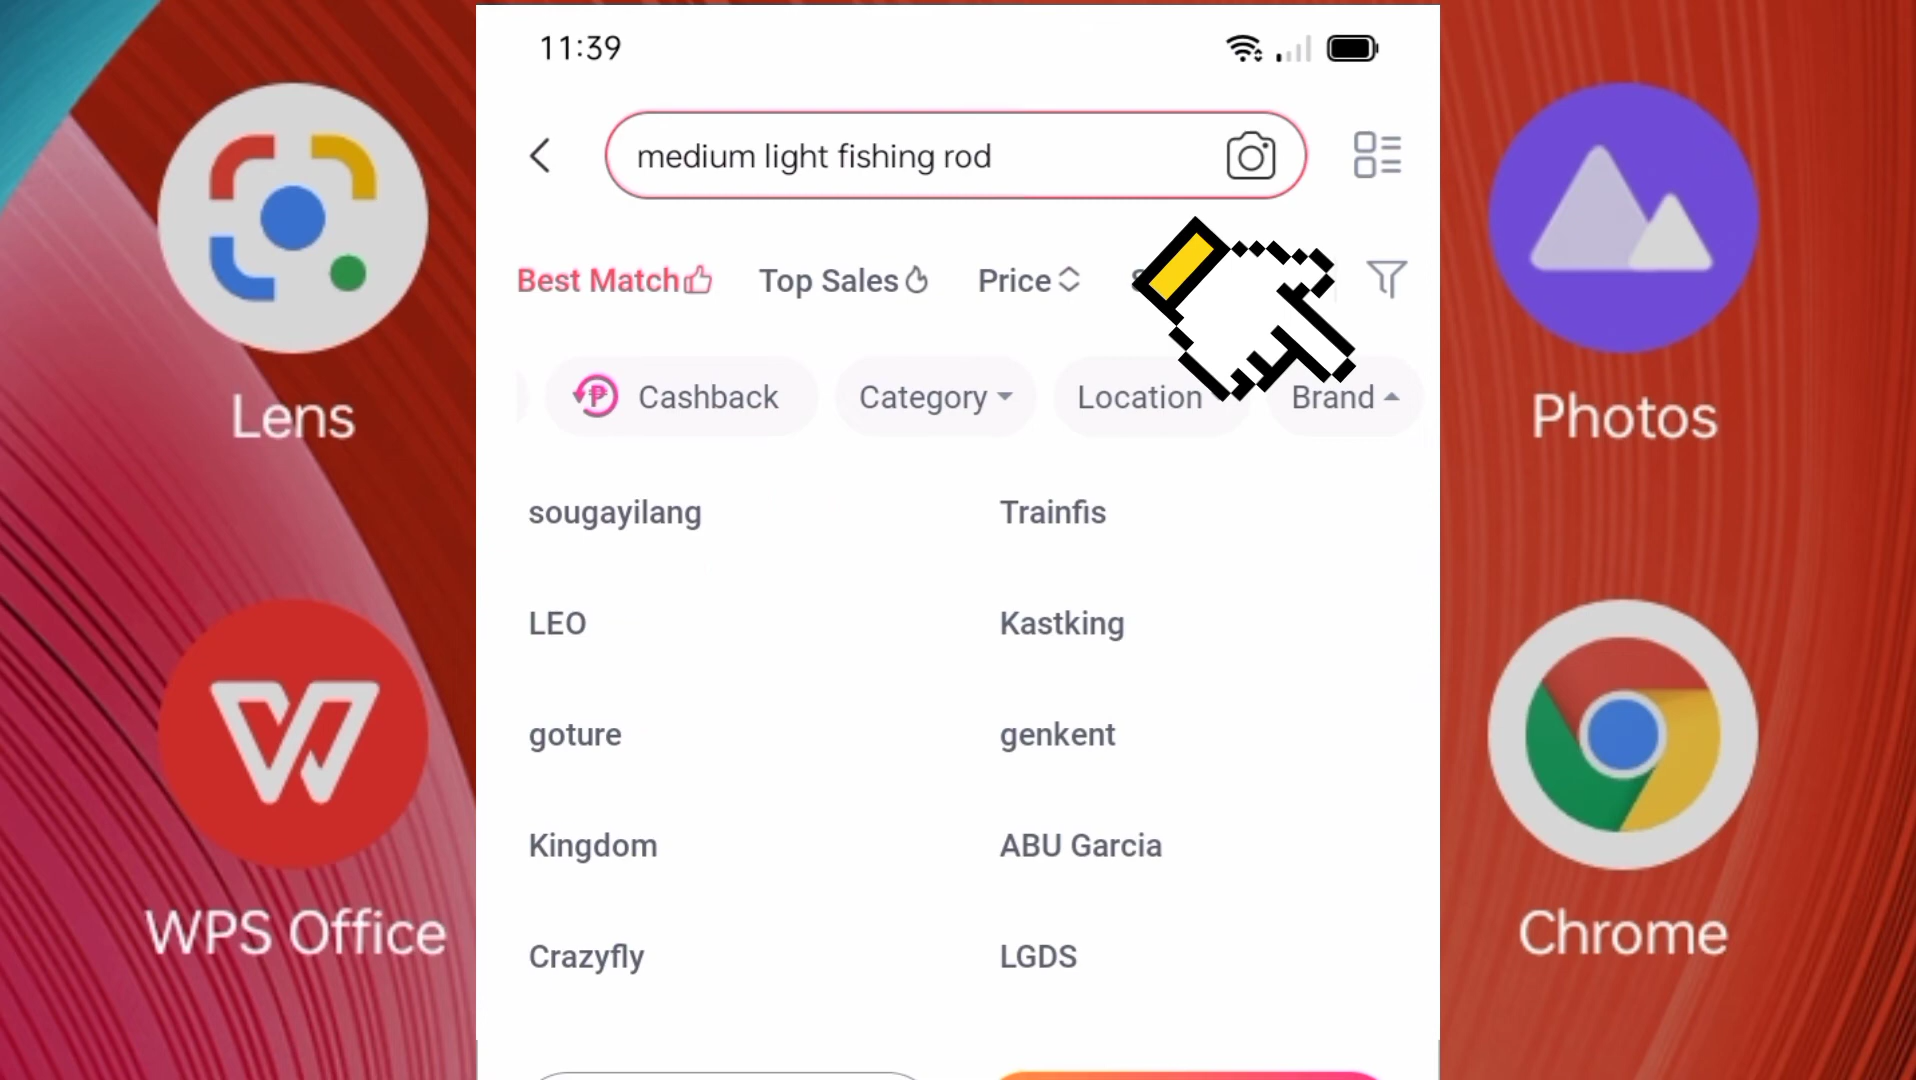 11:39
medium light fishing rod
Best Match Top Sales Price
Cashback Category Location Brand
sougayilang Trainfis
LEO Kastking
goture genkent
Kingdom ABU Garcia
Crazyfly LGDS
Lens
WPS Office
Photos
Chrome